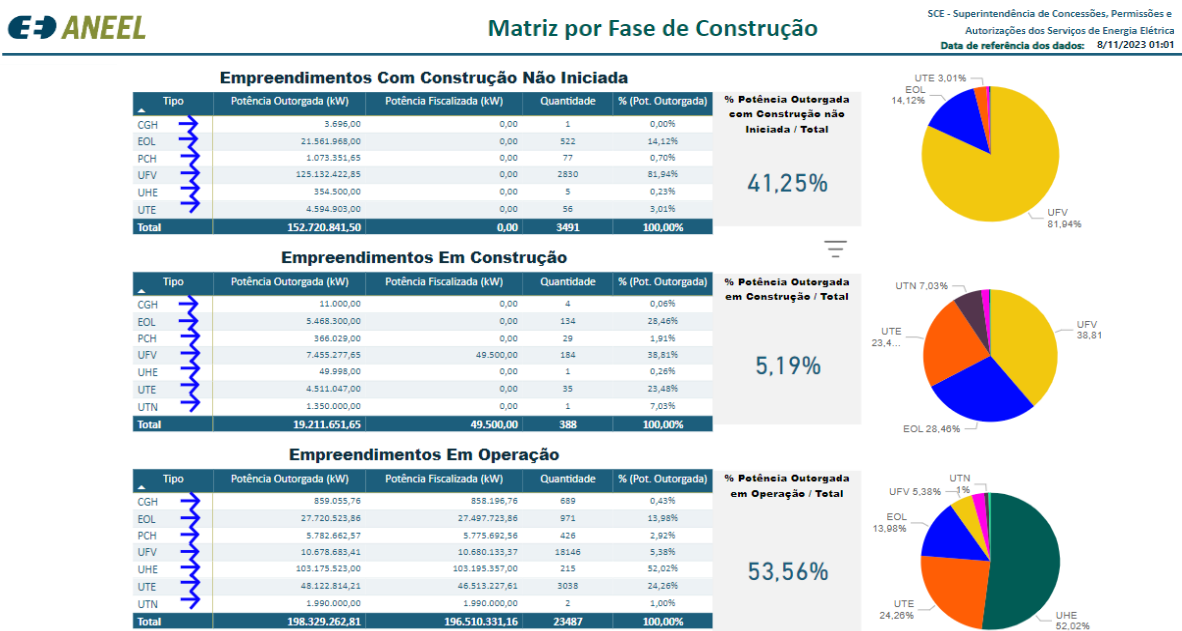 ANEEL
Matriz por Fase de Construção
SCE - Superintendência de Concessões, Permissões e
Autorizações dos Serviços de Energia Elétrica
Data de referência dos dados: 8/11/2023 01:01
Empreendimentos Com Construção Não Iniciada
Tipo Potência Outorgada (kW) Potência Fiscalizada (kW) Quantidade % (Pot. Outorgada)
CGH 3.696,00 0,00 1 0,00%
EOL 21.561.968,00 0,00 522 14,12%
PCH 1.073.351,65 0,00 77 0,70%
UFV 125.132.422,85 0,00 2830 81,94%
UHE 354.500,00 0,00 5 0,23%
UTE 4.594.903,00 0,00 56 3,01%
Total 152.720.841,50 0,00 3491 100,00%
% Potência Outorgada
com Construção não
Iniciada / Total
41,25%
UTE 3,01%
EOL
14,12%
UFV
81,94%
Empreendimentos Em Construção
Tipo Potência Outorgada (kW) Potência Fiscalizada (kW) Quantidade % (Pot. Outorgada)
CGH 11.000,00 0,00 4 0,06%
EOL 5.468.300,00 0,00 134 28,46%
PCH 366.029,00 0,00 29 1,91%
UFV 7.455.277,65 49.500,00 184 38,81%
UHE 49.998,00 0,00 1 0,26%
UTE 4.511.047,00 0,00 35 23,48%
UTN 1.350.000,00 0,00 1 7,03%
Total 19.211.651,65 49.500,00 388 100,00%
% Potência Outorgada
em Construção / Total
5,19%
UTN 7,03%
UTE
23,4...
UFV
38,81
EOL 28,46%
Empreendimentos Em Operação
Tipo Potência Outorgada (kW) Potência Fiscalizada (kW) Quantidade % (Pot. Outorgada)
CGH 859.055,76 858.196,76 689 0,43%
EOL 27.720.523,86 27.497.723,86 971 13,98%
PCH 5.782.662,57 5.775.692,56 426 2,92%
UFV 10.678.683,41 10.680.133,37 18146 5,38%
UHE 103.175.523,00 103.195.357,00 215 52,02%
UTE 48.122.814,21 46.513.227,61 3038 24,26%
UTN 1.990.000,00 1.990.000,00 2 1,00%
Total 198.329.262,81 196.510.331,16 23487 100,00%
% Potência Outorgada
em Operação / Total
53,56%
UTN
1%
UFV 5,38%
EOL
13,98%
UTE
24,26%
UHE
52,02%